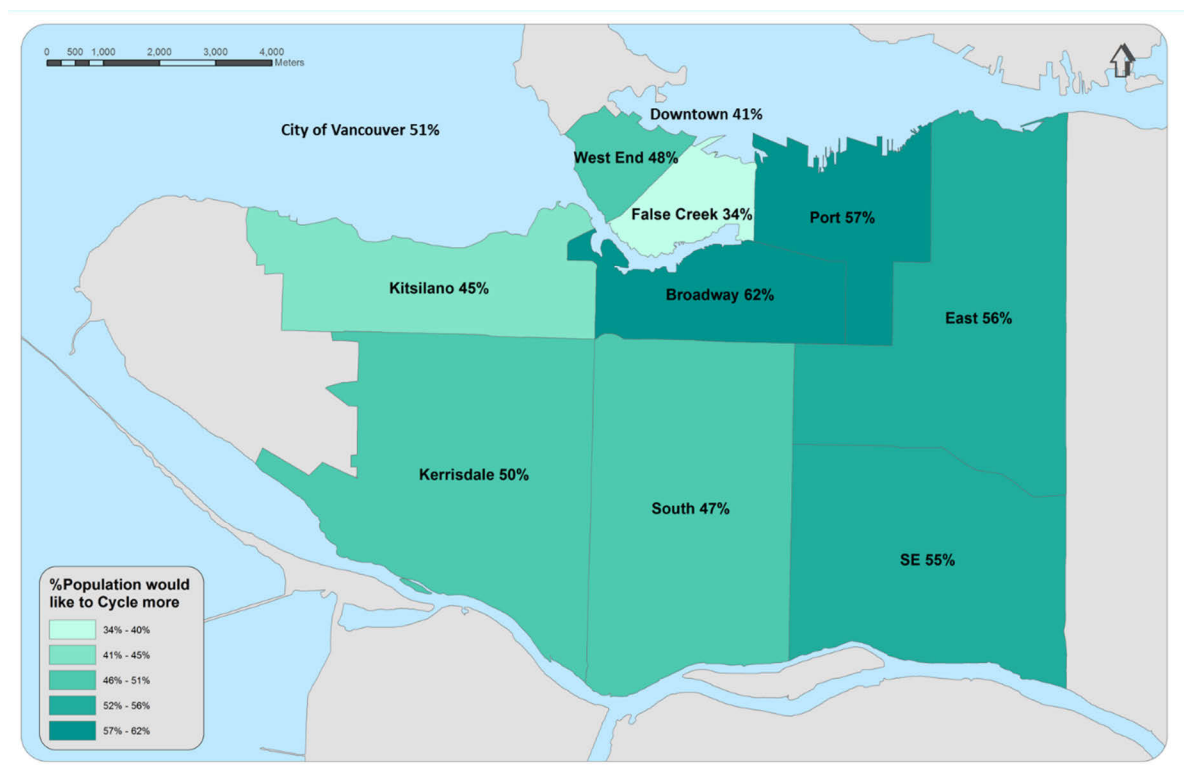 0 500 1,000 2,000 3,000 4,000
Meters
Downtown 41%
City of Vancouver 51%
West End 48%
False Creek 34%
Port 57%
Kitsilano 45%
Broadway 62%
East 56%
Kerrisdale 50%
South 47%
SE 55%
%Population would
like to Cycle more
34% - 40%
41% - 45%
46% - 51%
52% - 56%
57% - 62%